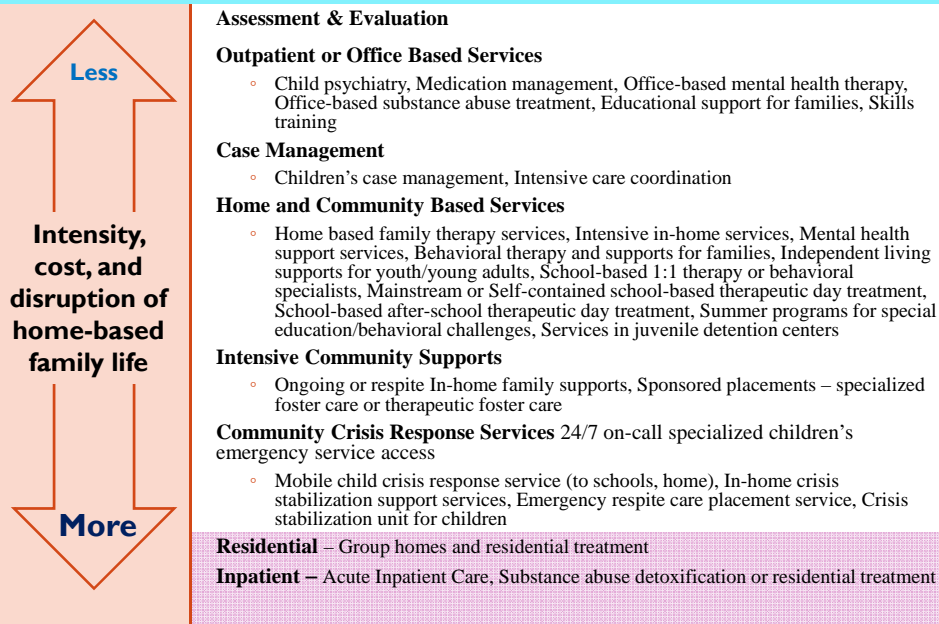 Less
Intensity,
cost, and
disruption of
home-based
family life
More
Assessment & Evaluation
Outpatient or Office Based Services
◦ Child psychiatry, Medication management, Office-based mental health therapy,
Office-based substance abuse treatment, Educational support for families, Skills
training
Case Management
◦ Children’s case management, Intensive care coordination
Home and Community Based Services
◦ Home based family therapy services, Intensive in-home services, Mental health
support services, Behavioral therapy and supports for families, Independent living
supports for youth/young adults, School-based 1:1 therapy or behavioral
specialists, Mainstream or Self-contained school-based therapeutic day treatment,
School-based after-school therapeutic day treatment, Summer programs for special
education/behavioral challenges, Services in juvenile detention centers
Intensive Community Supports
◦ Ongoing or respite In-home family supports, Sponsored placements – specialized
foster care or therapeutic foster care
Community Crisis Response Services 24/7 on-call specialized children’s
emergency service access
◦ Mobile child crisis response service (to schools, home), In-home crisis
stabilization support services, Emergency respite care placement service, Crisis
stabilization unit for children
Residential – Group homes and residential treatment
Inpatient – Acute Inpatient Care, Substance abuse detoxification or residential treatment